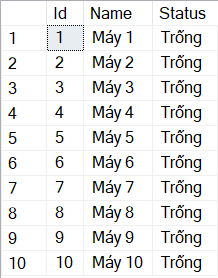 Id Name Status
1 1 Máy 1 Trống
2 2 Máy 2 Trống
3 3 Máy 3 Trống
4 4 Máy 4 Trống
5 5 Máy 5 Trống
6 6 Máy 6 Trống
7 7 Máy 7 Trống
8 8 Máy 8 Trống
9 9 Máy 9 Trống
10 10 Máy 10 Trống